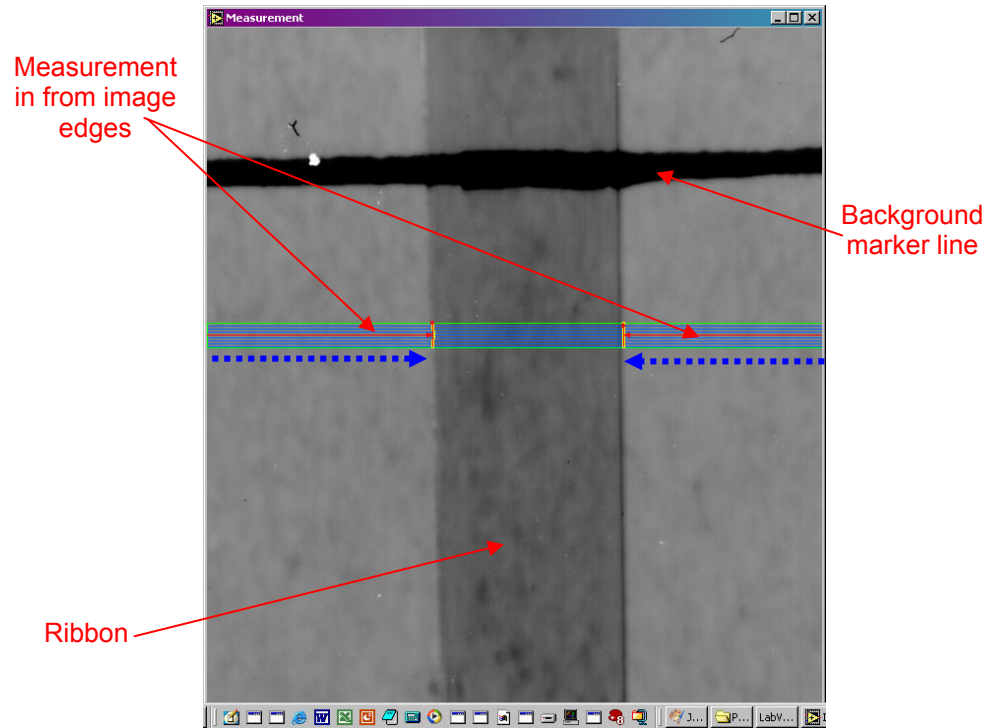 Measurement
Measurement
in from image
edges
Background
marker line
Ribbon
J...
P...
LabV...